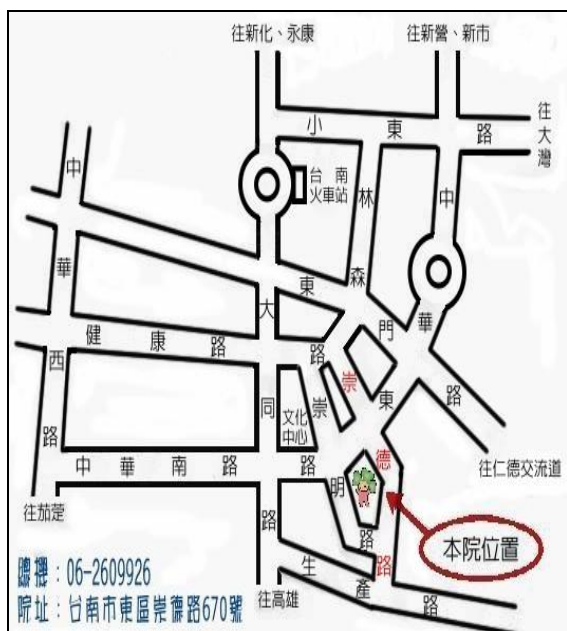 往新化、永康
往新營、新市
往大灣
小東路
台南
火車站
中華西路
林森路
中華東路
東門路
大同路
健康路
崇德路
崇明路
文化
中心
中華南路
往仁德交流道
往茄萣
本院位置
生產路
往高雄
總機：06-2609926
院址：台南市東區崇德路670號